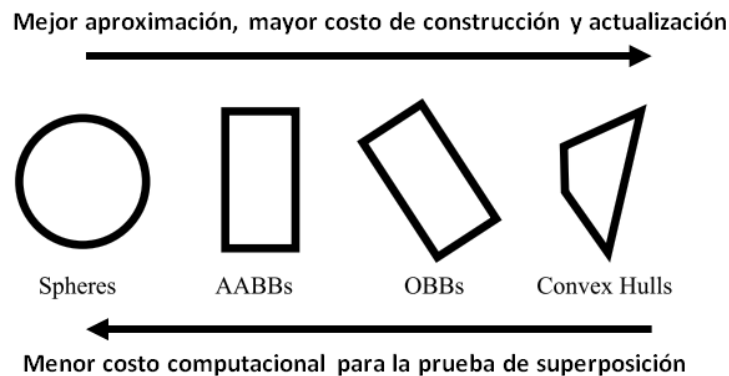 Mejor aproximación, mayor costo de construcción y actualización
Spheres AABBs OBBs Convex Hulls
Menor costo computacional para la prueba de superposición